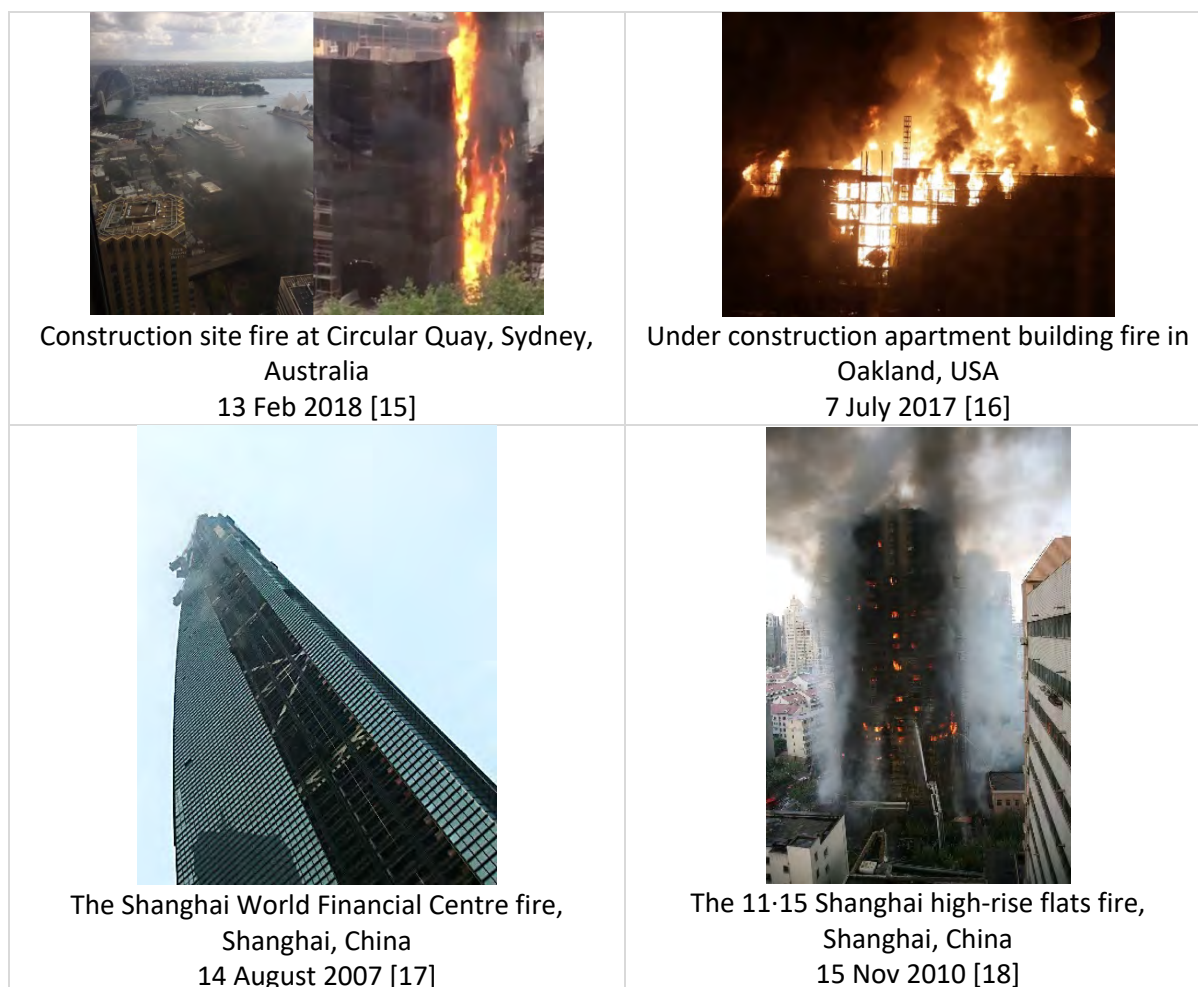 Construction site fire at Circular Quay, Sydney,
Australia
13 Feb 2018 [15]
Under construction apartment building fire in
Oakland, USA
7 July 2017 [16]
The Shanghai World Financial Centre fire,
Shanghai, China
14 August 2007 [17]
The 11·15 Shanghai high-rise flats fire,
Shanghai, China
15 Nov 2010 [18]